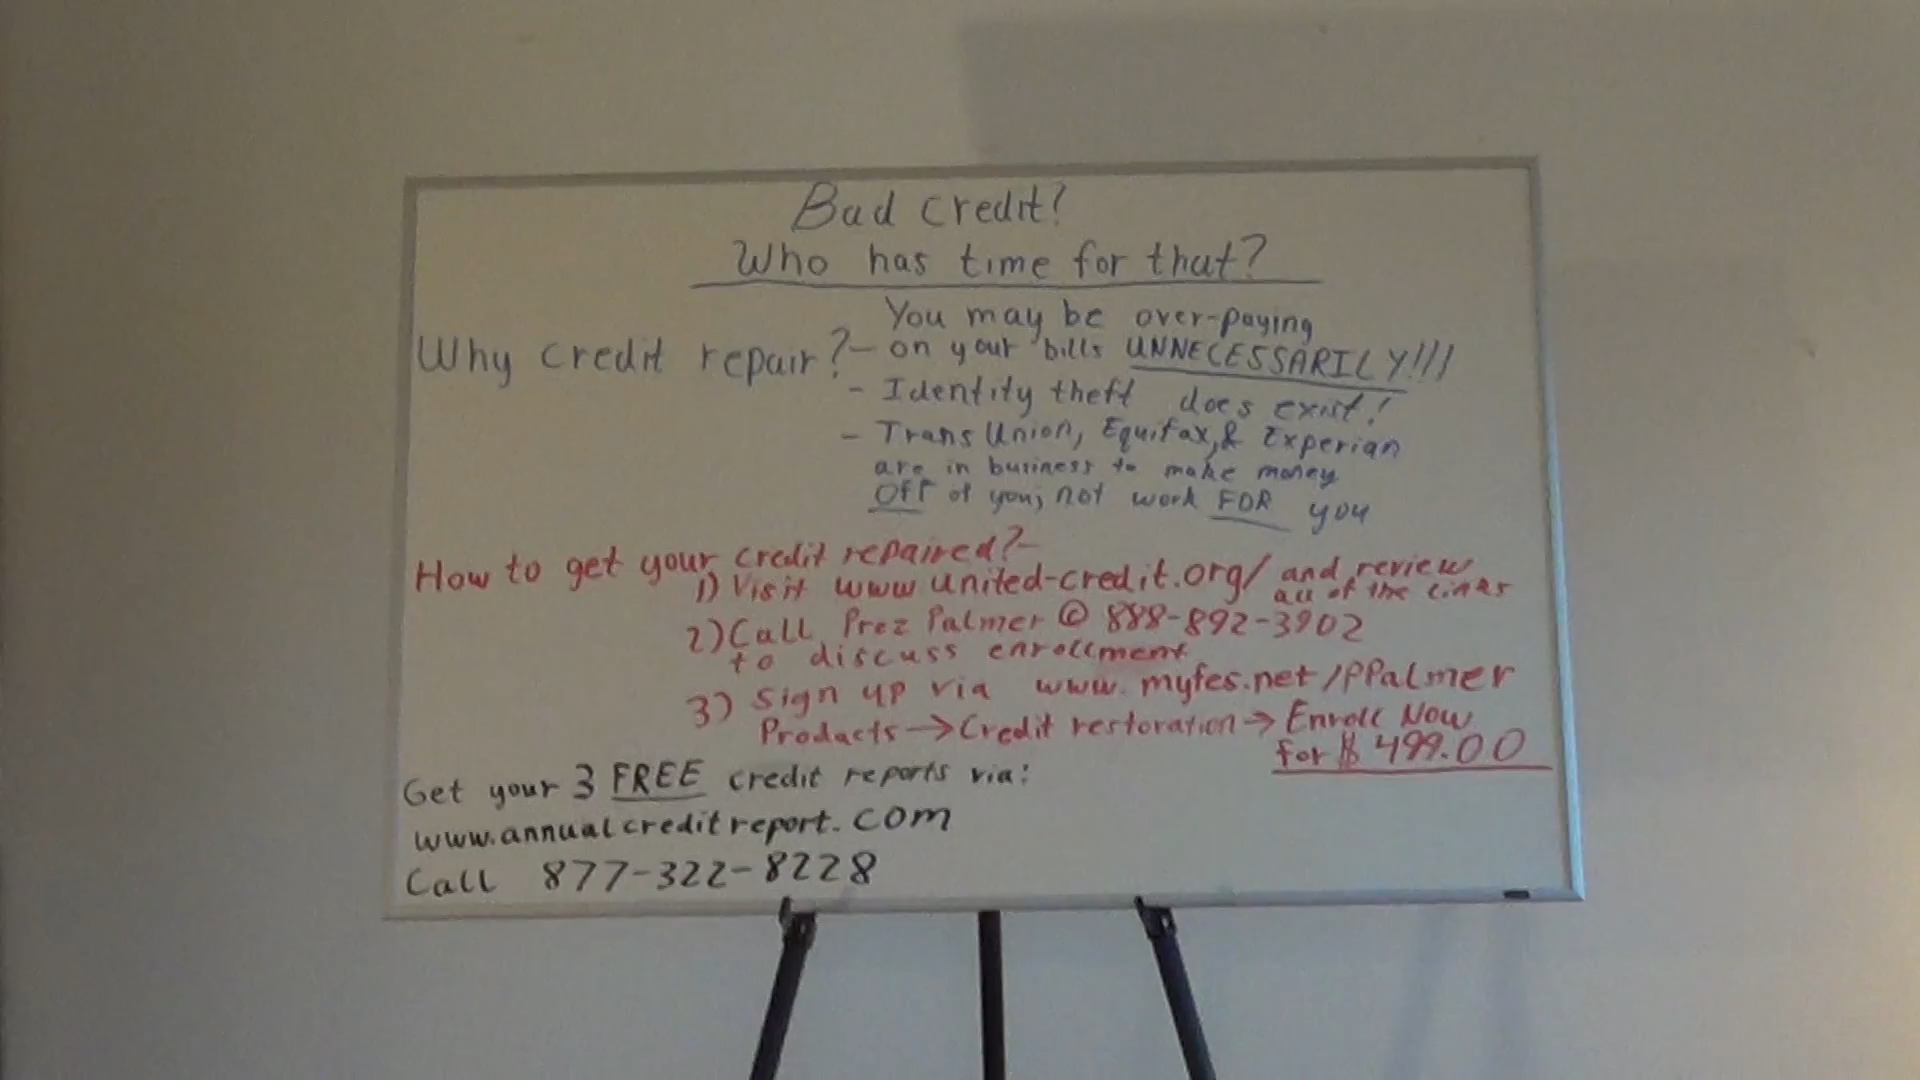 Bad Credit?
Who has time for that?
Why credit repair?- You may be over-paying
on your bills UNNECESSARILY!!!
- Identity theft does exist!
- Trans Union, Equifax, & Experian
are in business to make money
Off of you; not work FOR you
How to get your credit repaired?-
1) Visit www.united-credit.org/ and review
all of the links
2) Call Prez Palmer @ 888-892-3902
to discuss enrollment
3) Sign up via www.myfes.net/PPalmer
Products → Credit restoration → Enroll Now
for $ 499.00
Get your 3 FREE credit reports via:
www.annualcreditreport.com
Call 877-322-8228